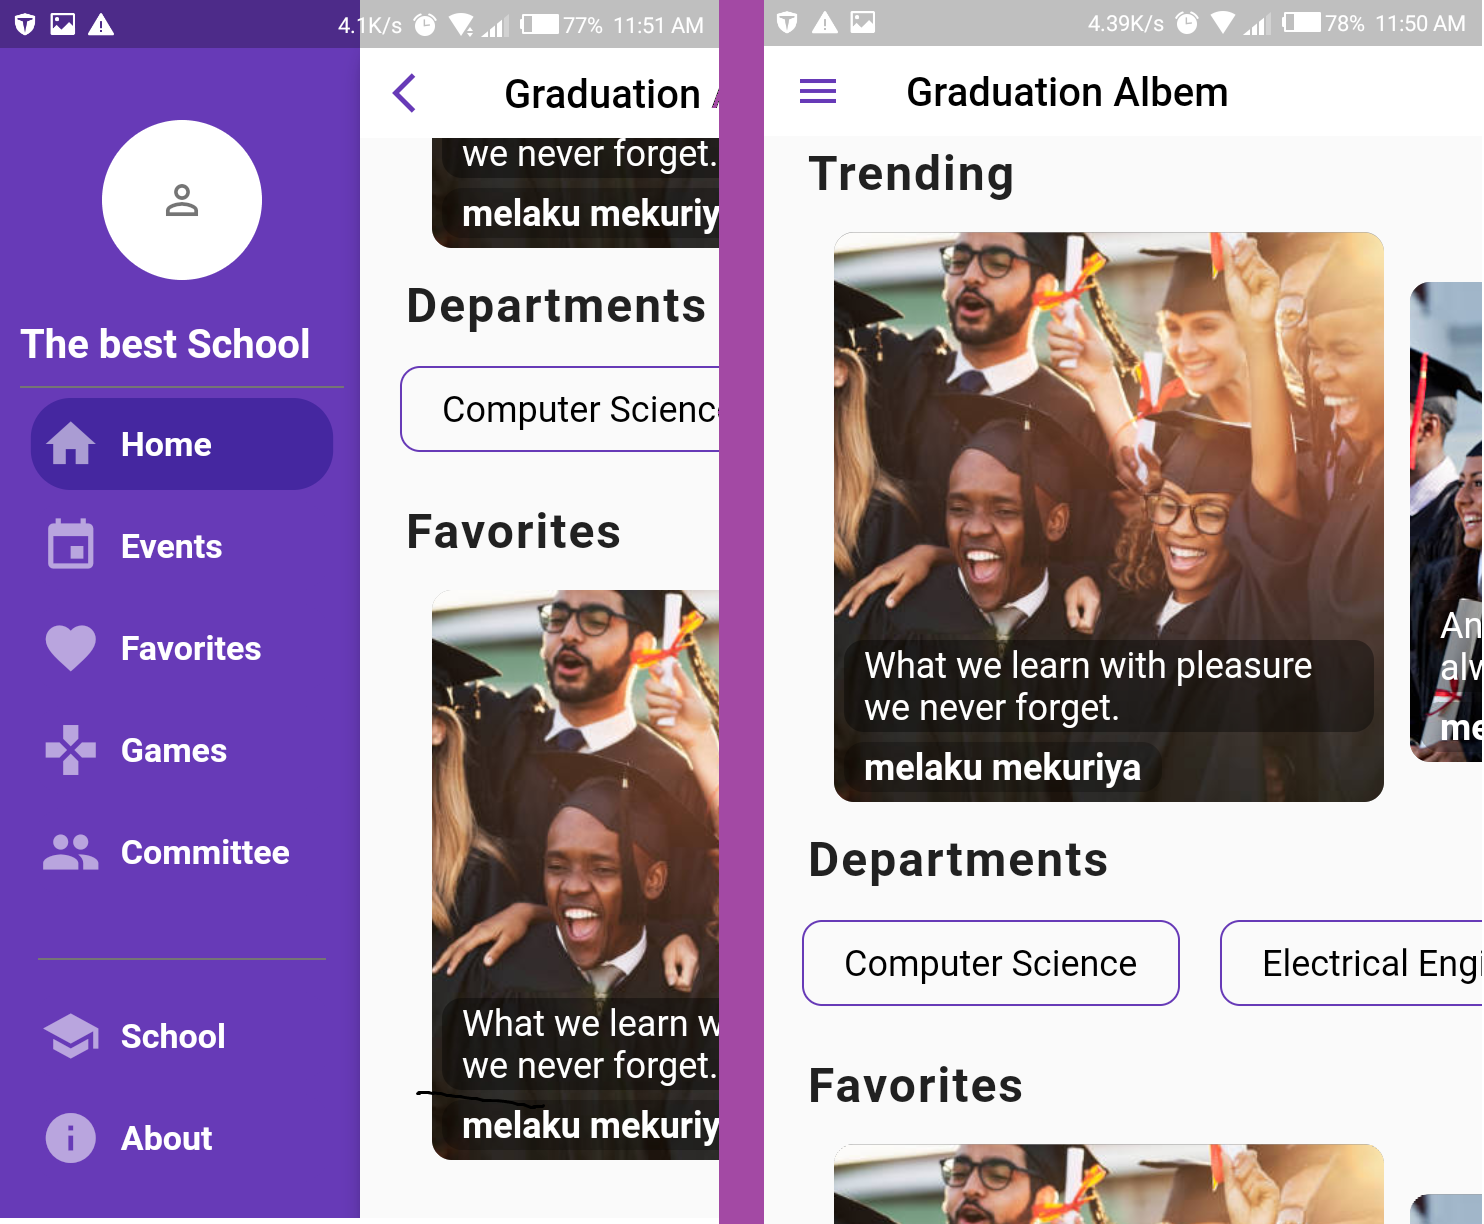 4.1K/s 77% 11:51 AM
The best School
Home
Events
Favorites
Games
Committee
School
About
Graduation
we never forget.
melaku mekuriy
Departments
Computer Scienc
Favorites
What we learn w
we never forget.
melaku mekuriy
4.39K/s 78% 11:50 AM
Graduation Albem
Trending
What we learn with pleasure
we never forget.
melaku mekuriya
An
alv
me
Departments
Computer Science
Electrical Engi
Favorites